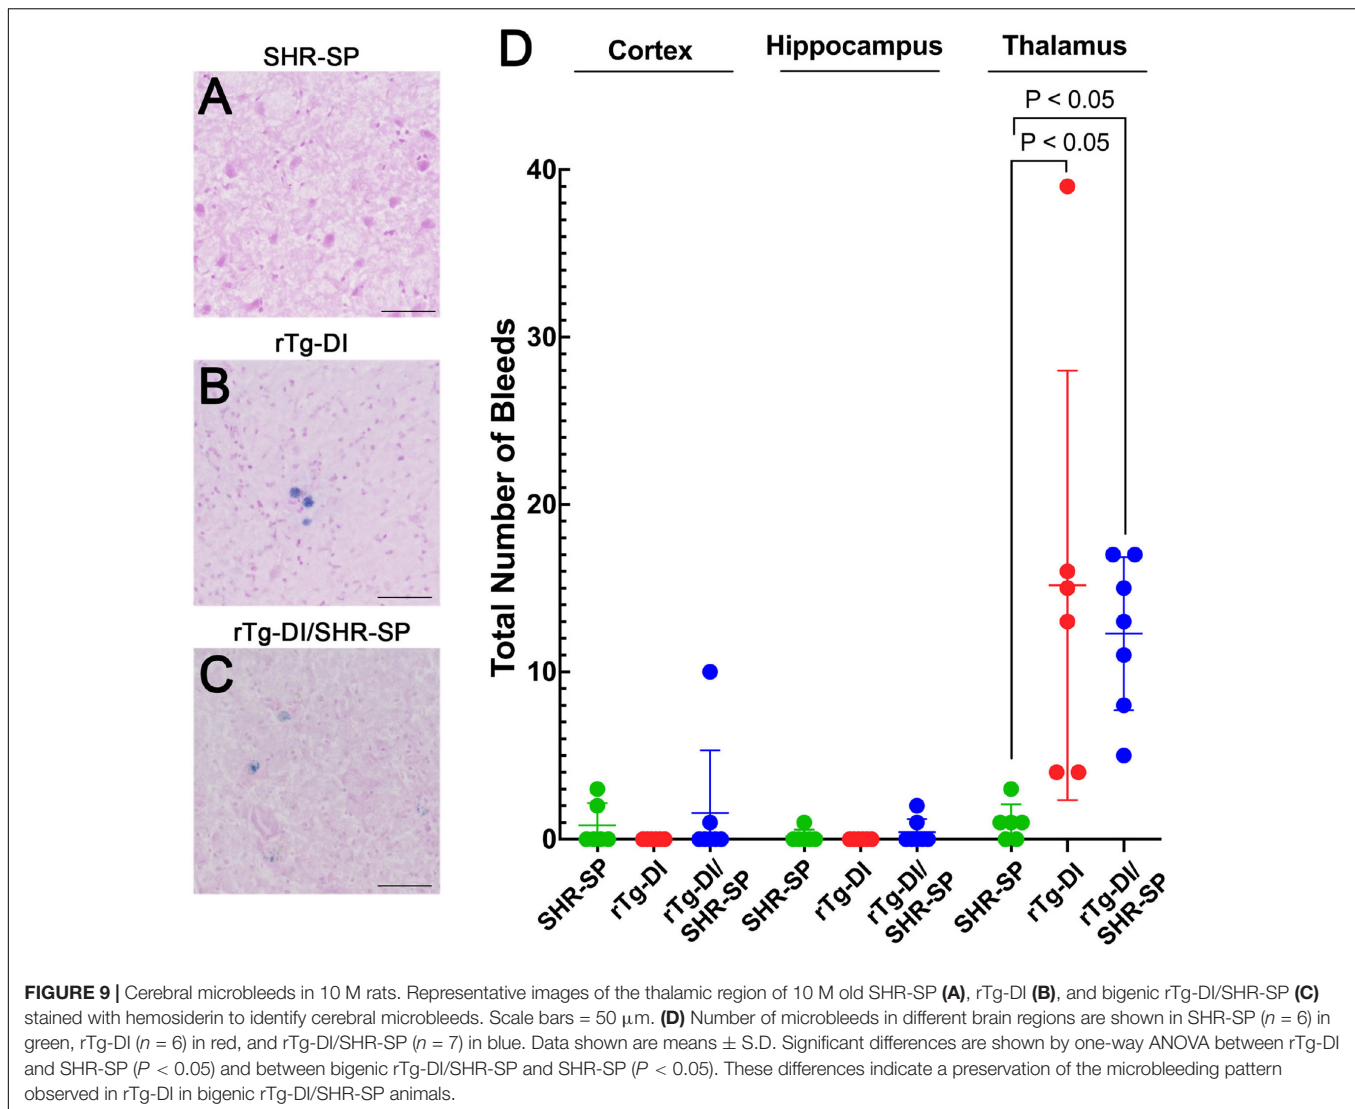 SHR-SP
A
rTg-DI
B
rTg-DI/SHR-SP
C
D
Cortex
Hippocampus
Thalamus
P < 0.05
P < 0.05
Total Number of Bleeds
40
30
20
10
0
SHR-SP
rTg-DI
rTg-DI/
SHR-SP
SHR-SP
rTg-DI
rTg-DI/
SHR-SP
SHR-SP
rTg-DI
rTg-DI/
SHR-SP
FIGURE 9 | Cerebral microbleeds in 10 M rats. Representative images of the thalamic region of 10 M old SHR-SP (A), rTg-DI (B), and bigenic rTg-DI/SHR-SP (C)
stained with hemosiderin to identify cerebral microbleeds. Scale bars = 50 μm. (D) Number of microbleeds in different brain regions are shown in SHR-SP (n = 6) in
green, rTg-DI (n = 6) in red, and rTg-DI/SHR-SP (n = 7) in blue. Data shown are means ± S.D. Significant differences are shown by one-way ANOVA between rTg-DI
and SHR-SP (P < 0.05) and between bigenic rTg-DI/SHR-SP and SHR-SP (P < 0.05). These differences indicate a preservation of the microbleeding pattern
observed in rTg-DI in bigenic rTg-DI/SHR-SP animals.